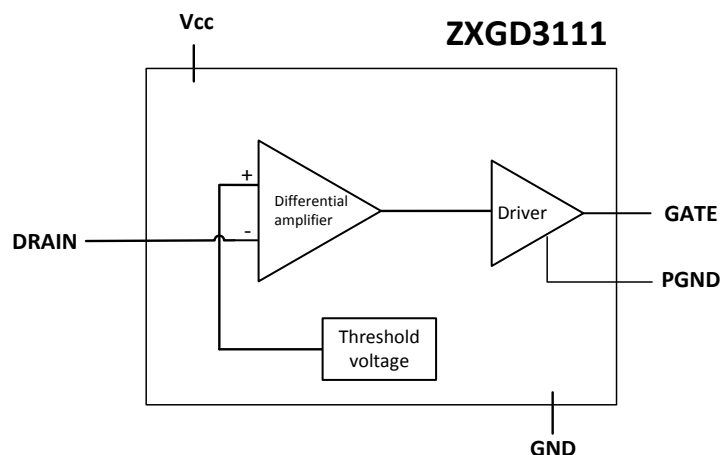 Vcc
ZXGD3111
+
Differential
amplifier
-
Driver
DRAIN
GATE
PGND
Threshold
voltage
GND